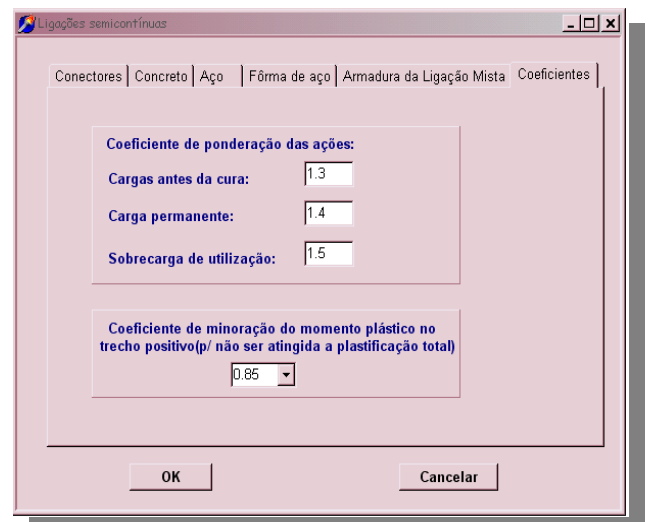 Ligações semicontínuas
Conectores Concreto Aço Fôrma de aço Armadura da Ligação Mista Coeficientes
Coeficiente de ponderação das ações:
Cargas antes da cura: 1.3
Carga permanente: 1.4
Sobrecarga de utilização: 1.5
Coeficiente de minoração do momento plástico no
trecho positivo(p/ não ser atingida a plastificação total)
0.85
OK Cancelar